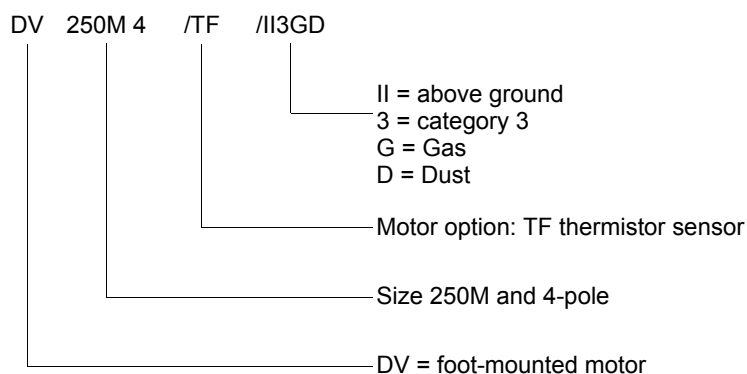 DV 250M 4 /TF /II3GD
II = above ground
3 = category 3
G = Gas
D = Dust
Motor option: TF thermistor sensor
Size 250M and 4-pole
DV = foot-mounted motor